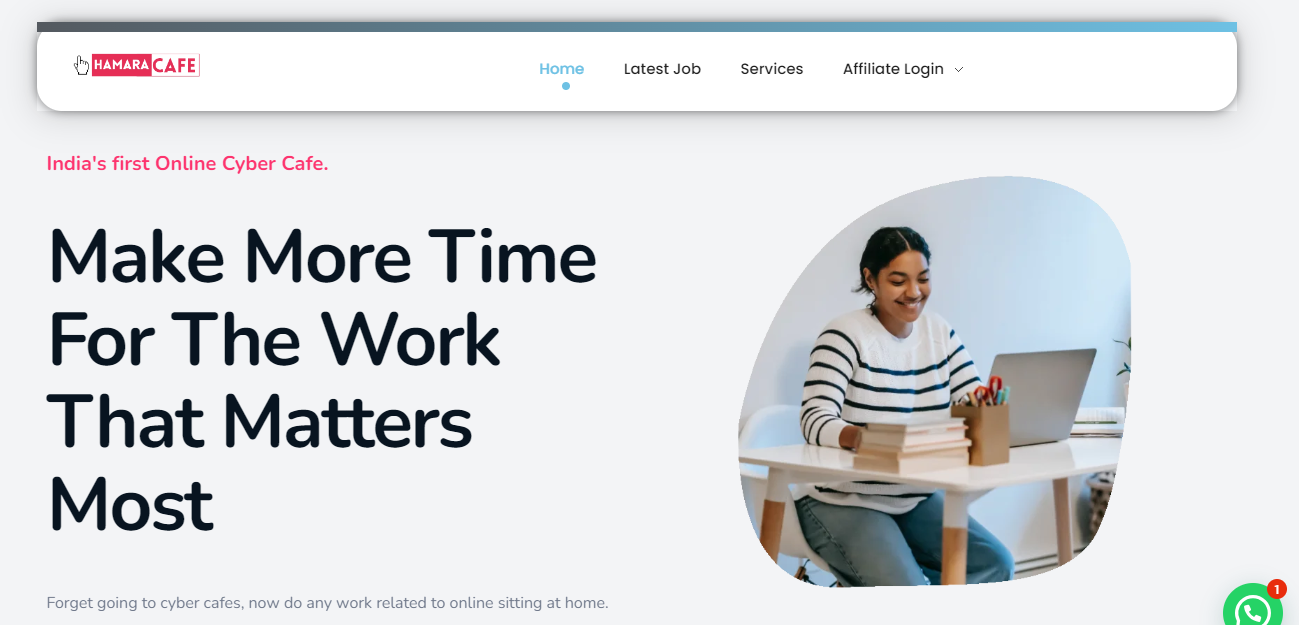 HAMARA CAFE
Home Latest Job Services Affiliate Login
India's first Online Cyber Cafe.
Make More Time
For The Work
That Matters
Most
Forget going to cyber cafes, now do any work related to online sitting at home.
1